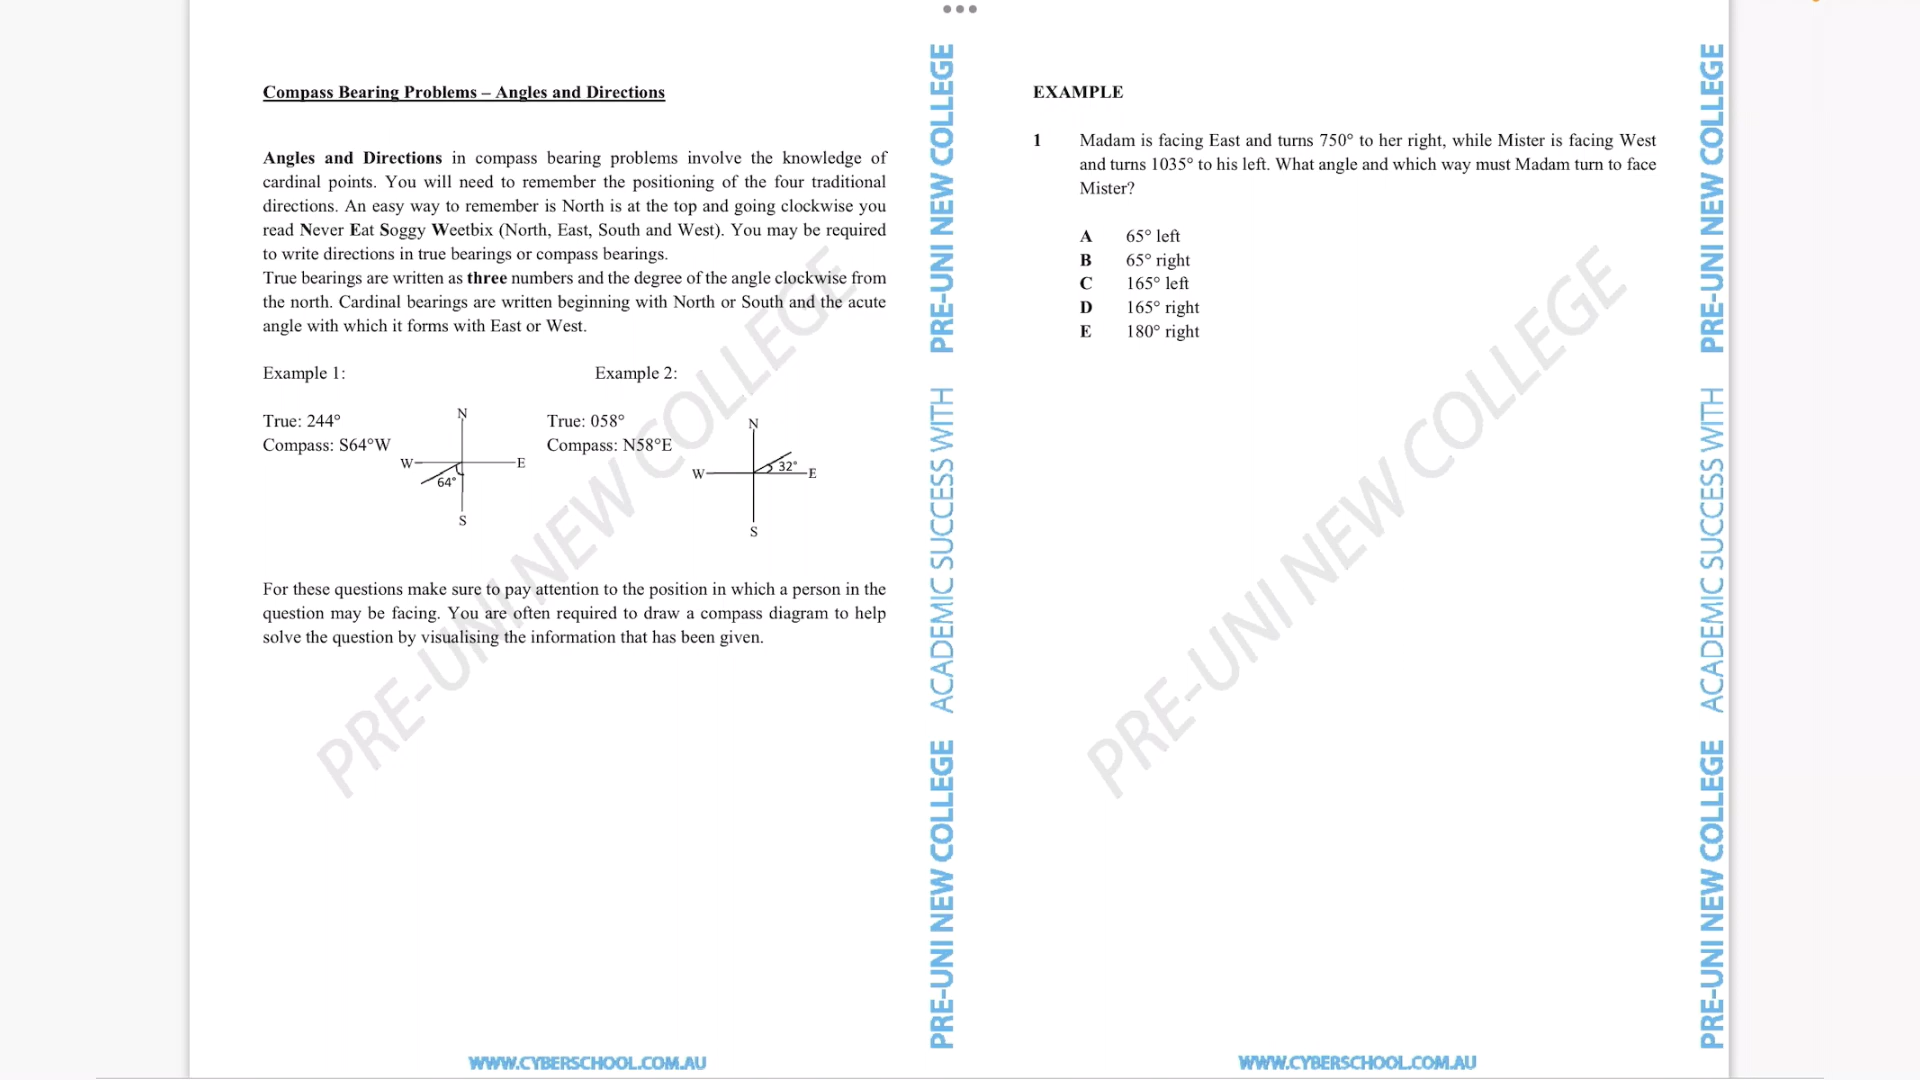 Compass Bearing Problems – Angles and Directions
Angles and Directions in compass bearing problems involve the knowledge of
cardinal points. You will need to remember the positioning of the four traditional
directions. An easy way to remember is North is at the top and going clockwise you
read Never Eat Soggy Weetbix (North, East, South and West). You may be required
to write directions in true bearings or compass bearings.
True bearings are written as three numbers and the degree of the angle clockwise from
the north. Cardinal bearings are written beginning with North or South and the acute
angle with which it forms with East or West.
Example 1:
Example 2:
True: 244°
Compass: S64°W
N
W
E
64°
S
True: 058°
Compass: N58°E
N
W
32°
E
S
For these questions make sure to pay attention to the position in which a person in the
question may be facing. You are often required to draw a compass diagram to help
solve the question by visualising the information that has been given.
PRE-UNI NEW COLLEGE
WWW.CYBERSCHOOL.COM.AU
PRE-UNI NEW COLLEGE ACADEMIC SUCCESS WITH PRE-UNI NEW COLLEGE
EXAMPLE
1 Madam is facing East and turns 750° to her right, while Mister is facing West
and turns 1035° to his left. What angle and which way must Madam turn to face
Mister?
A 65° left
B 65° right
C 165° left
D 165° right
E 180° right
PRE-UNI NEW COLLEGE
WWW.CYBERSCHOOL.COM.AU
PRE-UNI NEW COLLEGE ACADEMIC SUCCESS WITH PRE-UNI NEW COLLEGE